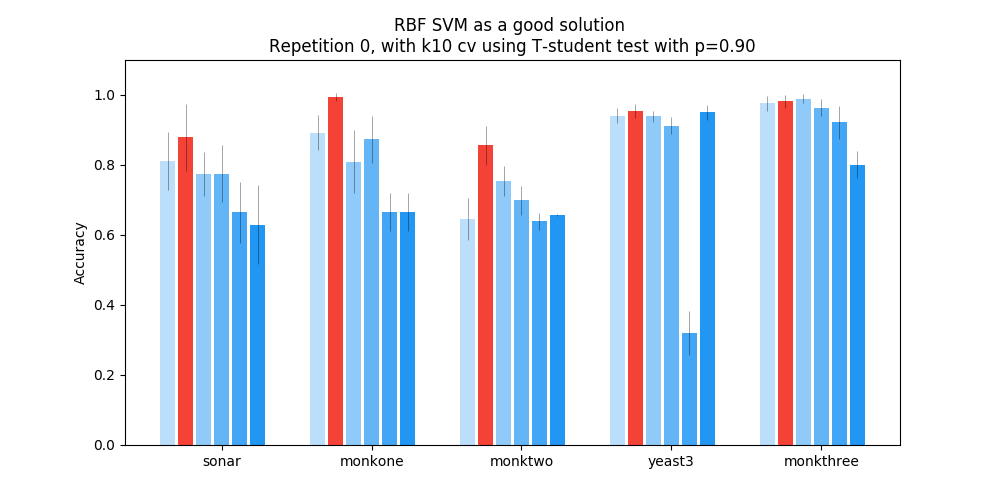 RBF SVM as a good solution
Repetition 0, with k10 cv using T-student test with p=0.90
1.0
0.8
0.6
0.4
0.2
0.0
Accuracy
sonar monkone monktwo yeast3 monkthree